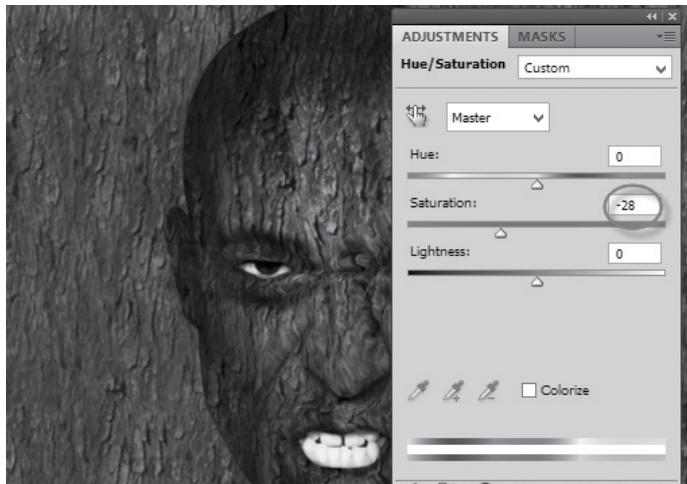 ADJUSTMENTS MASKS
Hue/Saturation Custom
Master
Hue: 0
Saturation: -28
Lightness: 0
Colorize